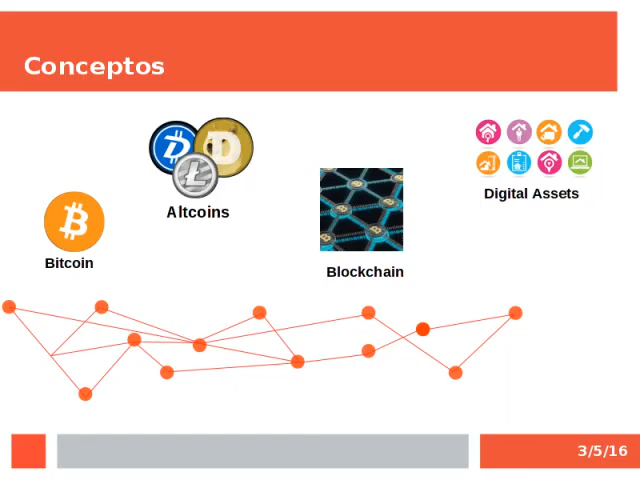 Conceptos
Altcoins
Digital Assets
Bitcoin
Blockchain
3/5/16